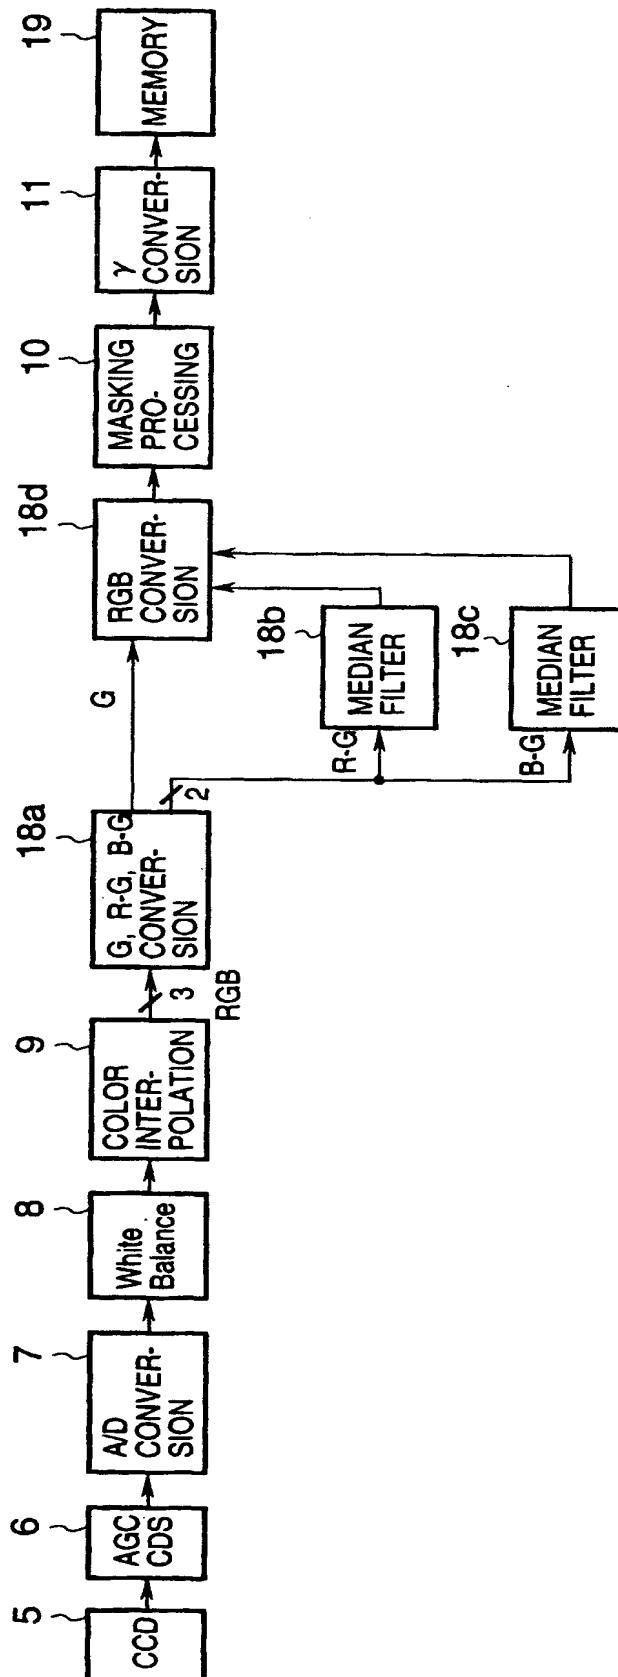 5
CCD
6
AGC
CDS
7
A/D
CONVER-
SION
8
White
Balance
9
COLOR
INTER-
POLATION
3
RGB
18a
G, R-G, B-G
CONVER-
SION
G
2
R-G
18b
MEDIAN
FILTER
B-G
18c
MEDIAN
FILTER
18d
RGB
CONVER-
SION
10
MASKING
PRO-
CESSING
11
γ
CONVER-
SION
19
MEMORY